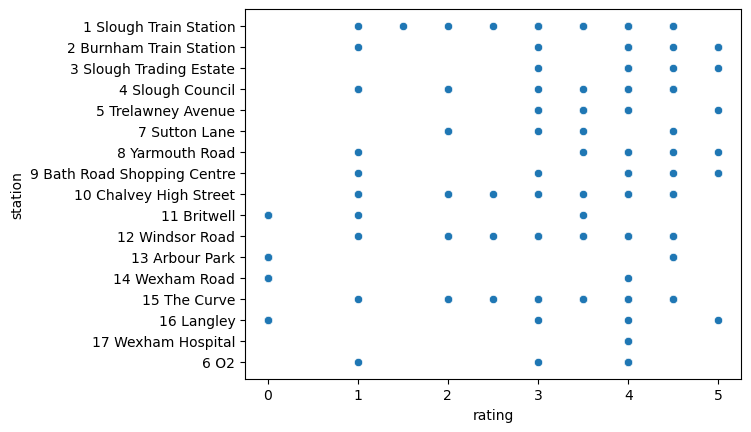 1 Slough Train Station
2 Burnham Train Station
3 Slough Trading Estate
4 Slough Council
5 Trelawney Avenue
7 Sutton Lane
8 Yarmouth Road
9 Bath Road Shopping Centre
10 Chalvey High Street
11 Britwell
12 Windsor Road
13 Arbour Park
14 Wexham Road
15 The Curve
16 Langley
17 Wexham Hospital
6 O2
station
0 1 2 3 4 5
rating